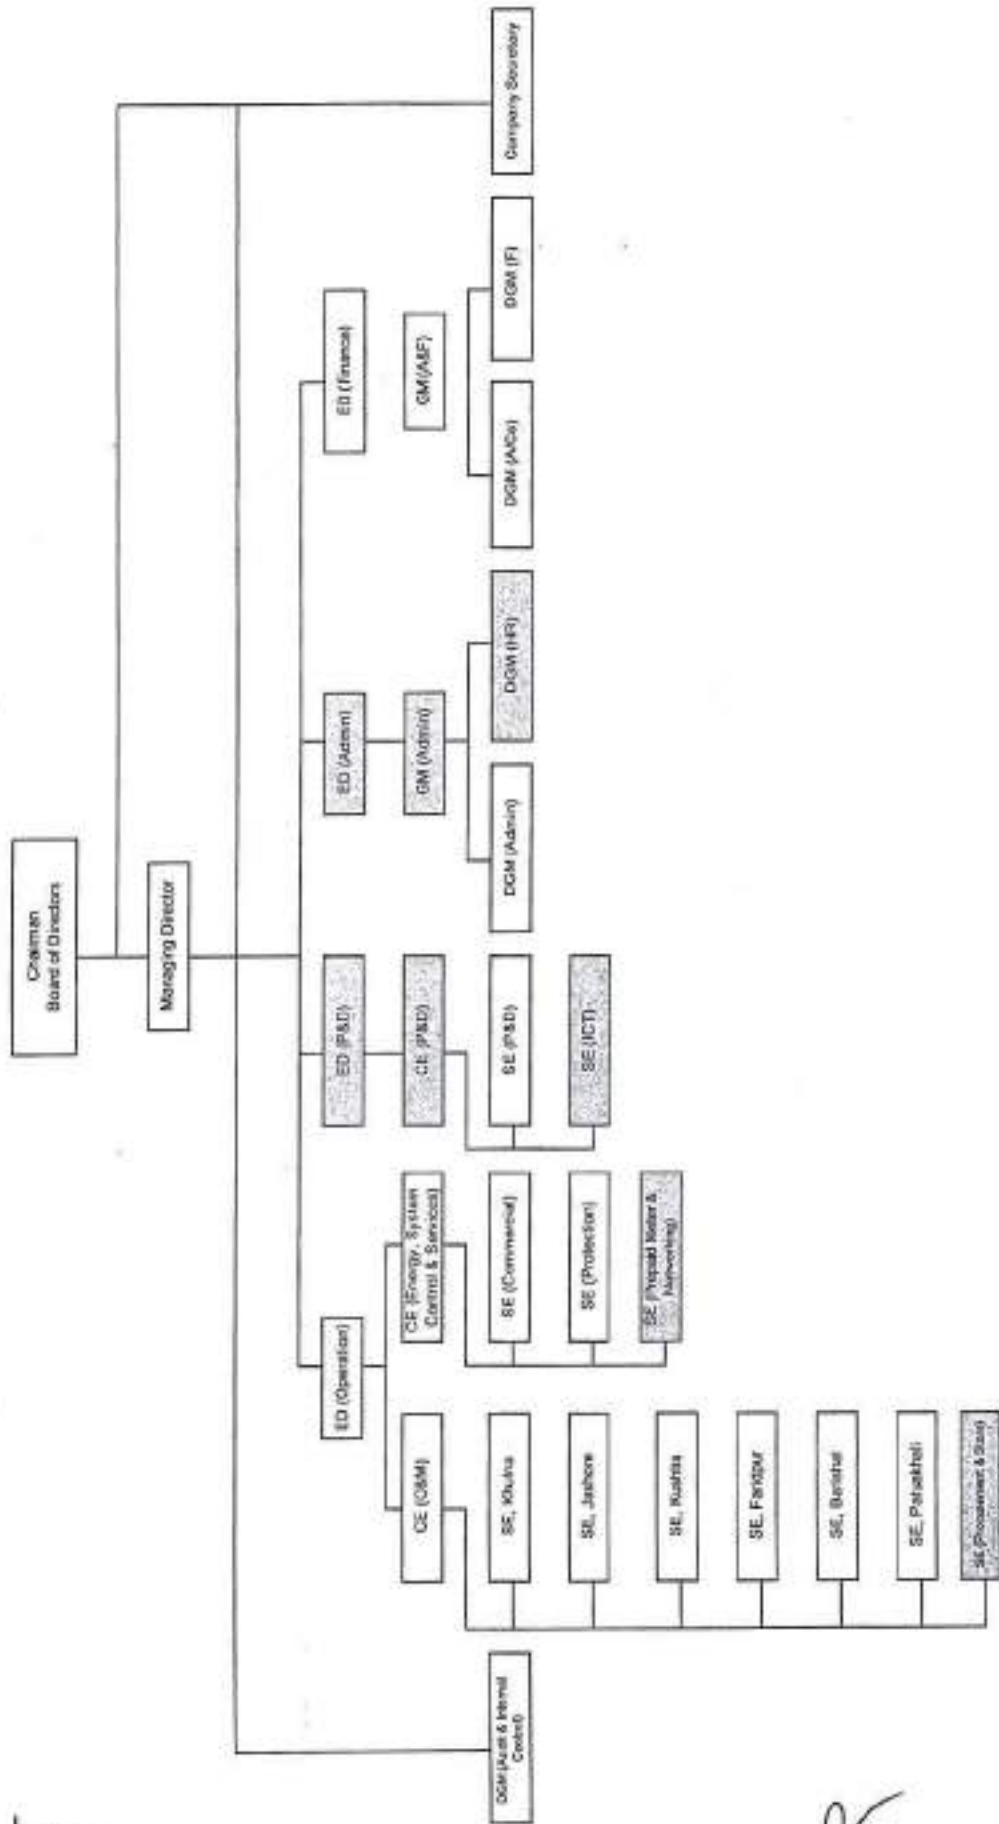 Chairman
Board of Directors
Managing Director
ED (Operation)
ED (P&D)
ED (Admin)
ED (Finance)
CE (O&M)
CE (Energy, System
Control & Services)
CE (P&D)
GM (Admin)
GM (A&F)
DGM (Audit & Internal
Control)
SE, Khulna
SE (Commercial)
SE (P&D)
DGM (Admin)
DGM (HR)
DGM (A/Cs)
DGM (F)
Company Secretary
SE, Jashore
SE (Protection)
SE (ICT)
SE, Kushtia
SE (Prepaid Meter &
Networking)
SE, Faridpur
SE, Barishal
SE, Patuakhali
SE (Procurement & Store)